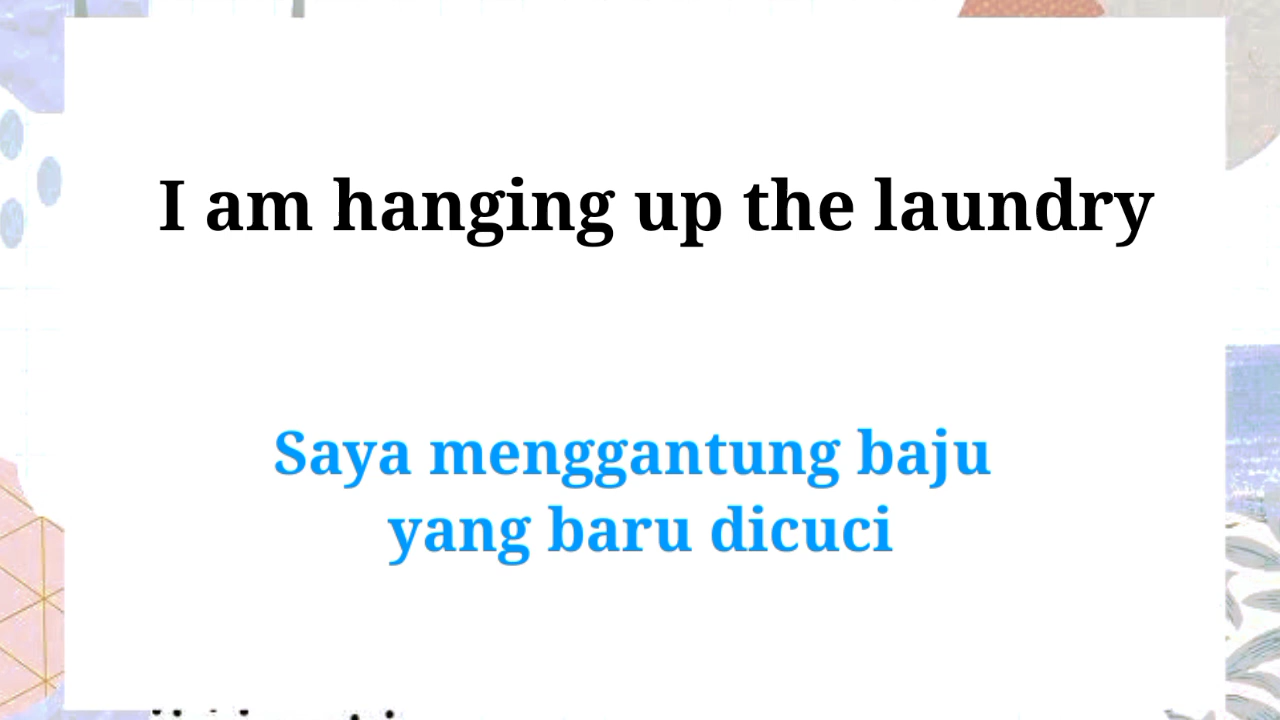 I am hanging up the laundry
Saya menggantung baju
yang baru dicuci